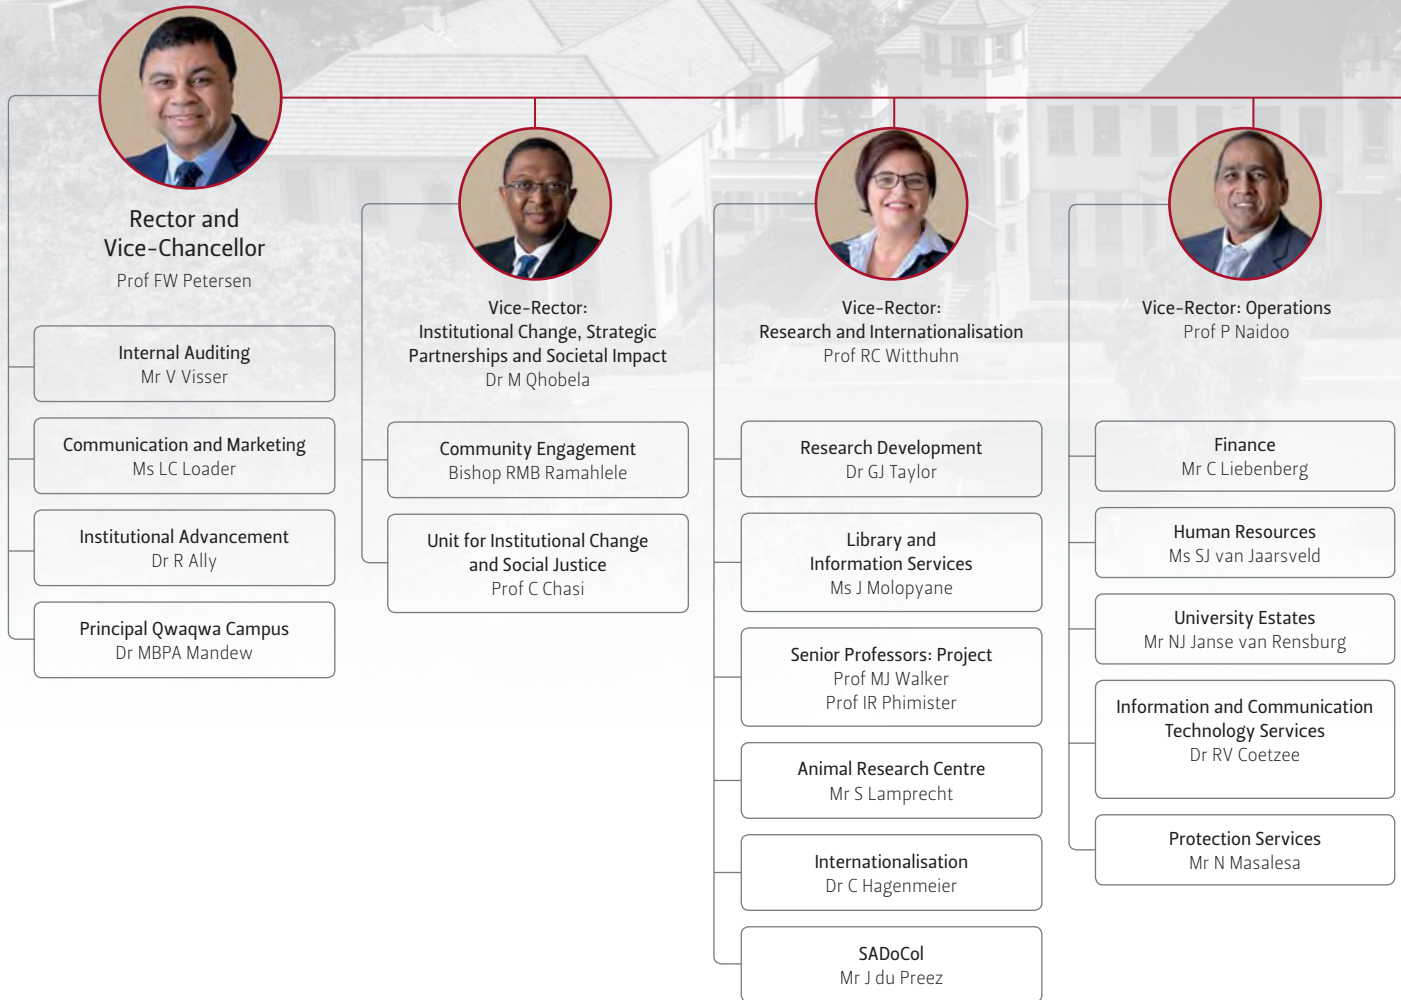 Rector and
Vice-Chancellor
Prof FW Petersen
Internal Auditing
Mr V Visser
Communication and Marketing
Ms LC Loader
Institutional Advancement
Dr R Ally
Principal Qwaqwa Campus
Dr MBPA Mandew
Vice-Rector:
Institutional Change, Strategic
Partnerships and Societal Impact
Dr M Qhobela
Community Engagement
Bishop RMB Ramahlele
Unit for Institutional Change
and Social Justice
Prof C Chasi
Vice-Rector:
Research and Internationalisation
Prof RC Witthuhn
Research Development
Dr GJ Taylor
Library and
Information Services
Ms J Molopyane
Senior Professors: Project
Prof MJ Walker
Prof IR Phimister
Animal Research Centre
Mr S Lamprecht
Internationalisation
Dr C Hagenmeier
SADoCol
Mr J du Preez
Vice-Rector: Operations
Prof P Naidoo
Finance
Mr C Liebenberg
Human Resources
Ms SJ van Jaarsveld
University Estates
Mr NJ Janse van Rensburg
Information and Communication
Technology Services
Dr RV Coetzee
Protection Services
Mr N Masalesa